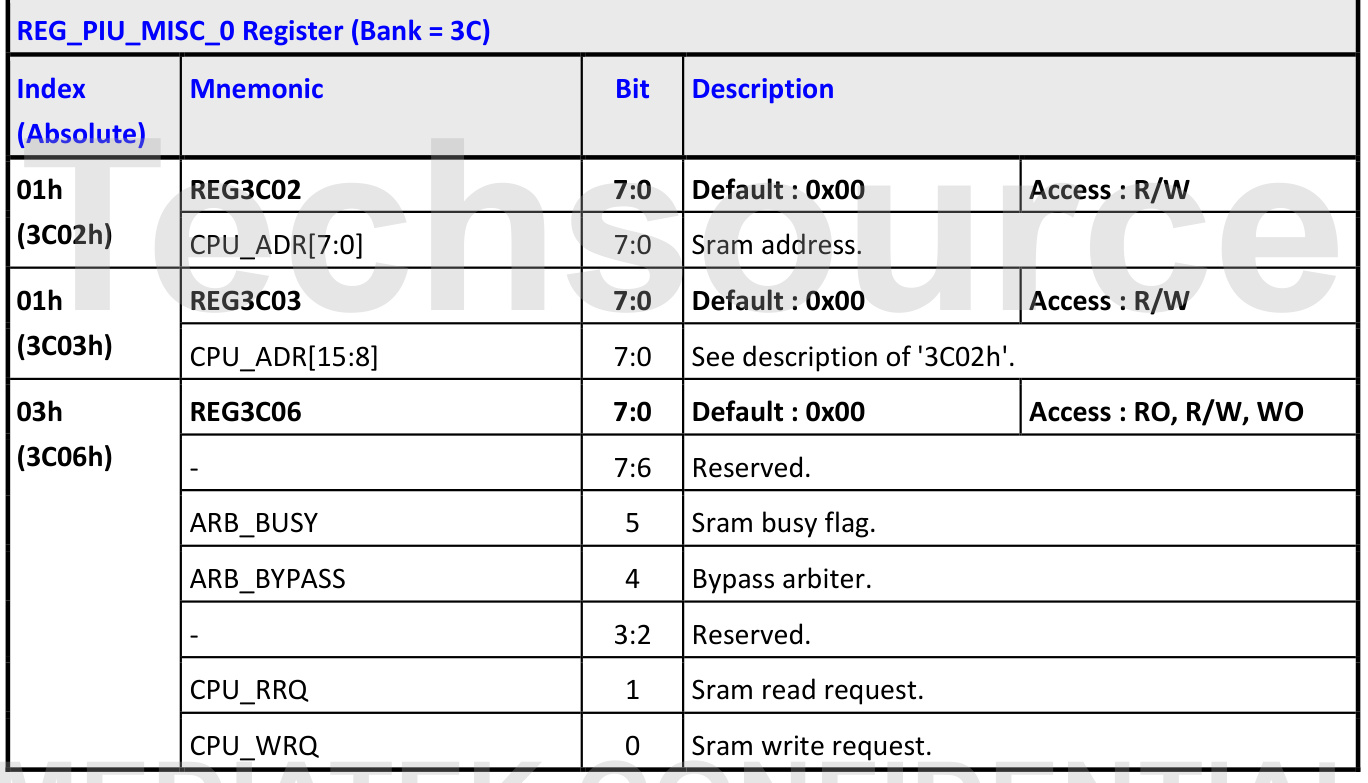 REG_PIU_MISC_0 Register (Bank = 3C)
Index (Absolute) Mnemonic Bit Description
01h (3C02h) REG3C02 7:0 Default : 0x00 Access : R/W
CPU_ADR[7:0] 7:0 Sram address.
01h (3C03h) REG3C03 7:0 Default : 0x00 Access : R/W
CPU_ADR[15:8] 7:0 See description of '3C02h'.
03h (3C06h) REG3C06 7:0 Default : 0x00 Access : RO, R/W, WO
- 7:6 Reserved.
ARB_BUSY 5 Sram busy flag.
ARB_BYPASS 4 Bypass arbiter.
- 3:2 Reserved.
CPU_RRQ 1 Sram read request.
CPU_WRQ 0 Sram write request.
Techsource
MEDIATEK CONFIDENTIAL